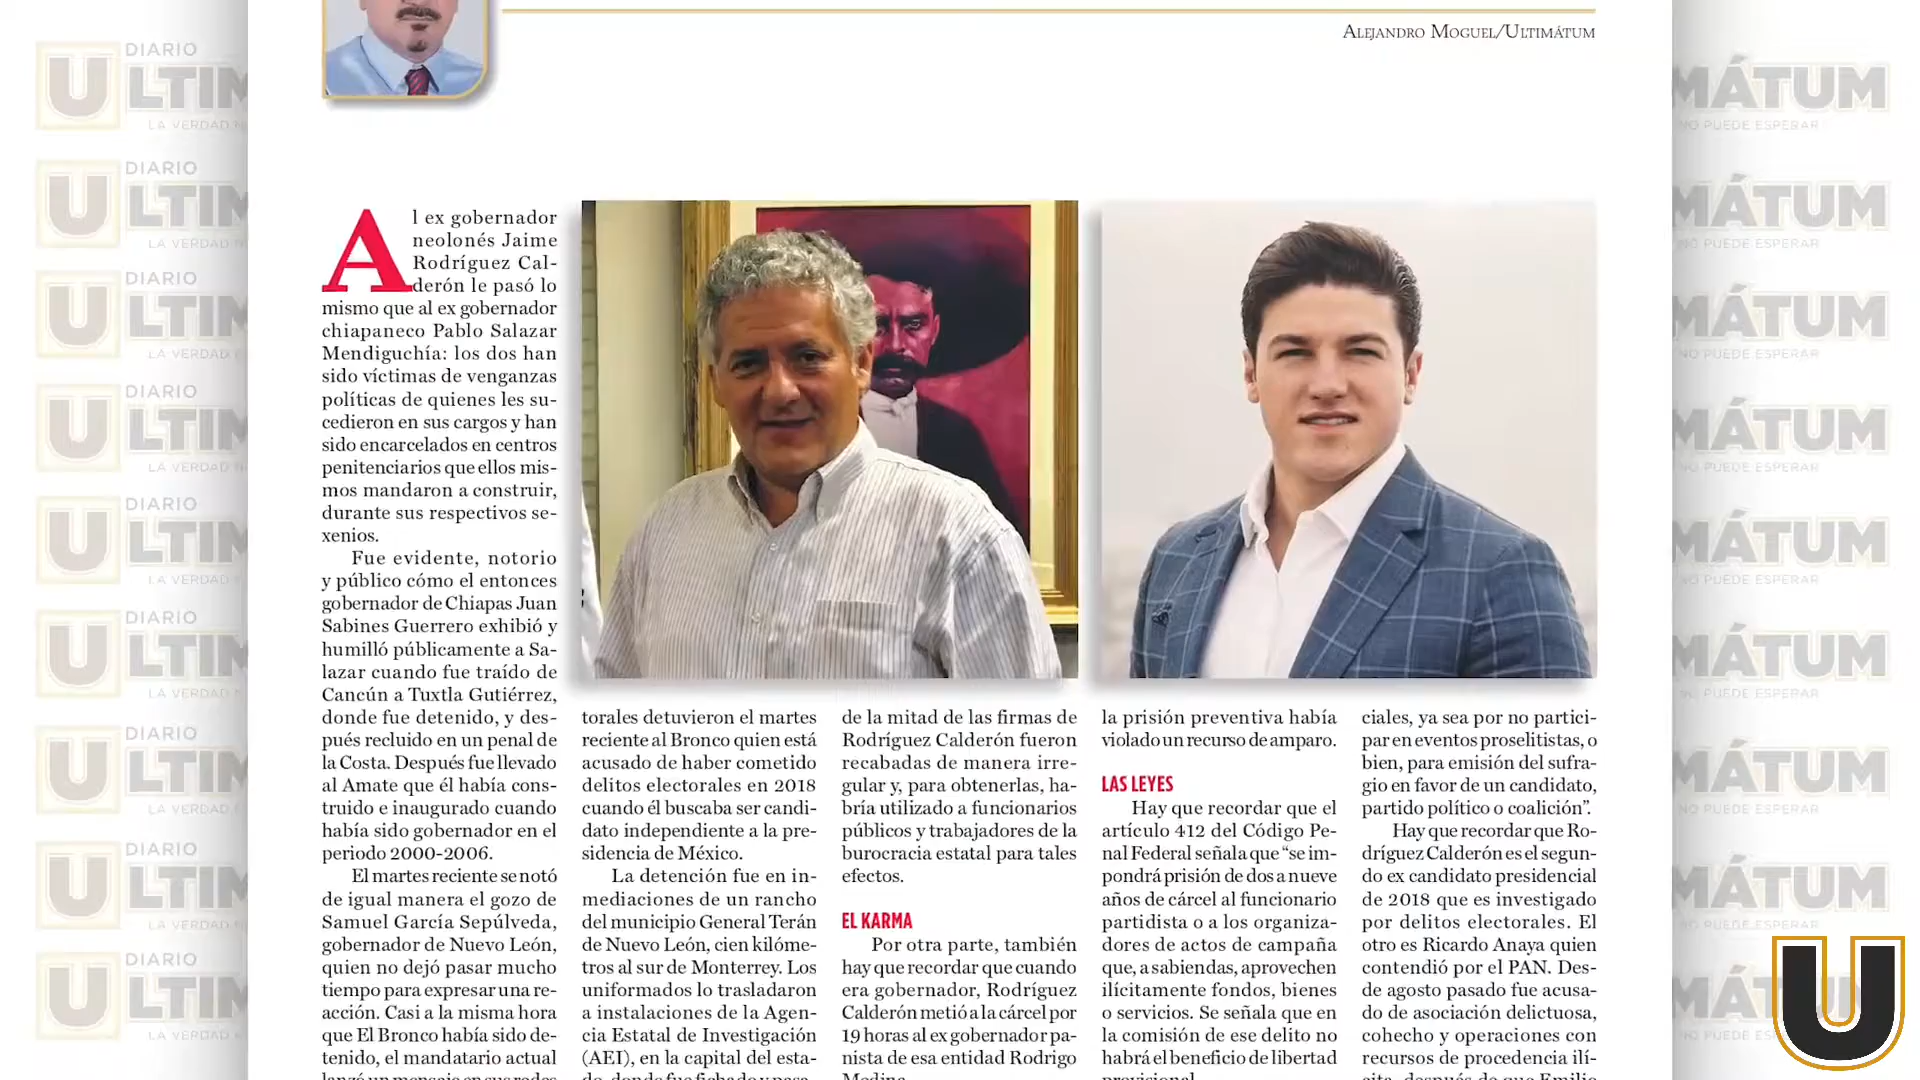 ALEJANDRO MOGUEL/ULTIMÁTUM
Al ex gobernador
neolonés Jaime
Rodríguez Cal-
derón le pasó lo
mismo que al ex gobernador
chiapaneco Pablo Salazar
Mendiguchía: los dos han
sido víctimas de venganzas
políticas de quienes les su-
cedieron en sus cargos y han
sido encarcelados en centros
penitenciarios que ellos mis-
mos mandaron a construir,
durante sus respectivos se-
xenios.
Fue evidente, notorio
y público cómo el entonces
gobernador de Chiapas Juan
Sabines Guerrero exhibió y
humilló públicamente a Sa-
lazar cuando fue traído de
Cancún a Tuxtla Gutiérrez,
donde fue detenido, y des-
pués recluido en un penal de
la Costa. Después fue llevado
al Amate que él había cons-
truido e inaugurado cuando
había sido gobernador en el
periodo 2000-2006.
El martes reciente se notó
de igual manera el gozo de
Samuel García Sepúlveda,
gobernador de Nuevo León,
quien no dejó pasar mucho
tiempo para expresar una re-
acción. Casi a la misma hora
que El Bronco había sido de-
tenido, el mandatario actual
lanzó un mensaje en sus redes
torales detuvieron el martes
reciente al Bronco quien está
acusado de haber cometido
delitos electorales en 2018
cuando él buscaba ser candi-
dato independiente a la pre-
sidencia de México.
La detención fue en in-
mediaciones de un rancho
del municipio General Terán
de Nuevo León, cien kilóme-
tros al sur de Monterrey. Los
uniformados lo trasladaron
a instalaciones de la Agen-
cia Estatal de Investigación
(AEI), en la capital del esta-
do, donde fue fichado y pasa-
de la mitad de las firmas de
Rodríguez Calderón fueron
recabadas de manera irre-
gular y, para obtenerlas, ha-
bría utilizado a funcionarios
públicos y trabajadores de la
burocracia estatal para tales
efectos.
EL KARMA
Por otra parte, también
hay que recordar que cuando
era gobernador, Rodríguez
Calderón metió a la cárcel por
19 horas al ex gobernador pa-
nista de esa entidad Rodrigo
Medina.
la prisión preventiva había
violado un recurso de amparo.
LAS LEYES
Hay que recordar que el
artículo 412 del Código Pe-
nal Federal señala que “se im-
pondrá prisión de dos a nueve
años de cárcel al funcionario
partidista o a los organiza-
dores de actos de campaña
que, a sabiendas, aprovechen
ilícitamente fondos, bienes
o servicios. Se señala que en
la comisión de ese delito no
habrá el beneficio de libertad
provisional.
ciales, ya sea por no partici-
par en eventos proselitistas, o
bien, para emisión del sufra-
gio en favor de un candidato,
partido político o coalición”.
Hay que recordar que Ro-
dríguez Calderón es el segun-
do ex candidato presidencial
de 2018 que es investigado
por delitos electorales. El
otro es Ricardo Anaya quien
contendió por el PAN. Des-
de agosto pasado fue acusa-
do de asociación delictuosa,
cohecho y operaciones con
recursos de procedencia ilí-
cita, después de que Emilio
U